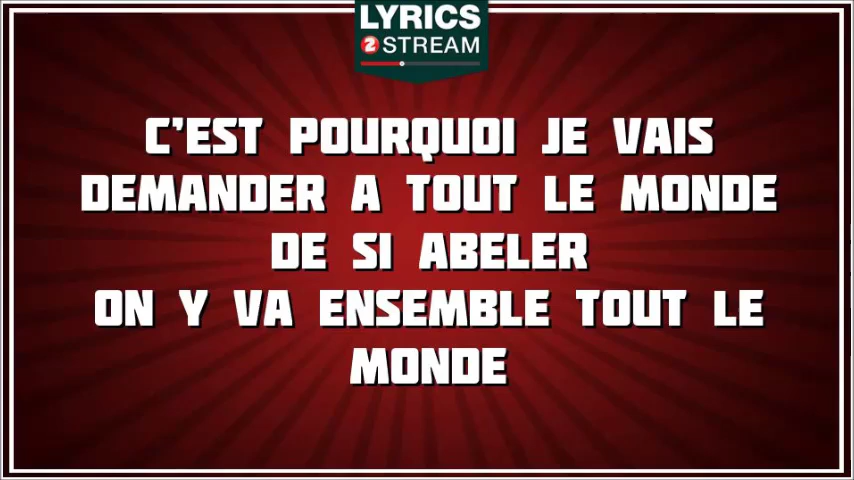 LYRICS
2 STREAM
C'EST POURQUOI JE VAIS
DEMANDER A TOUT LE MONDE
DE SI ABELER
ON Y VA ENSEMBLE TOUT LE
MONDE